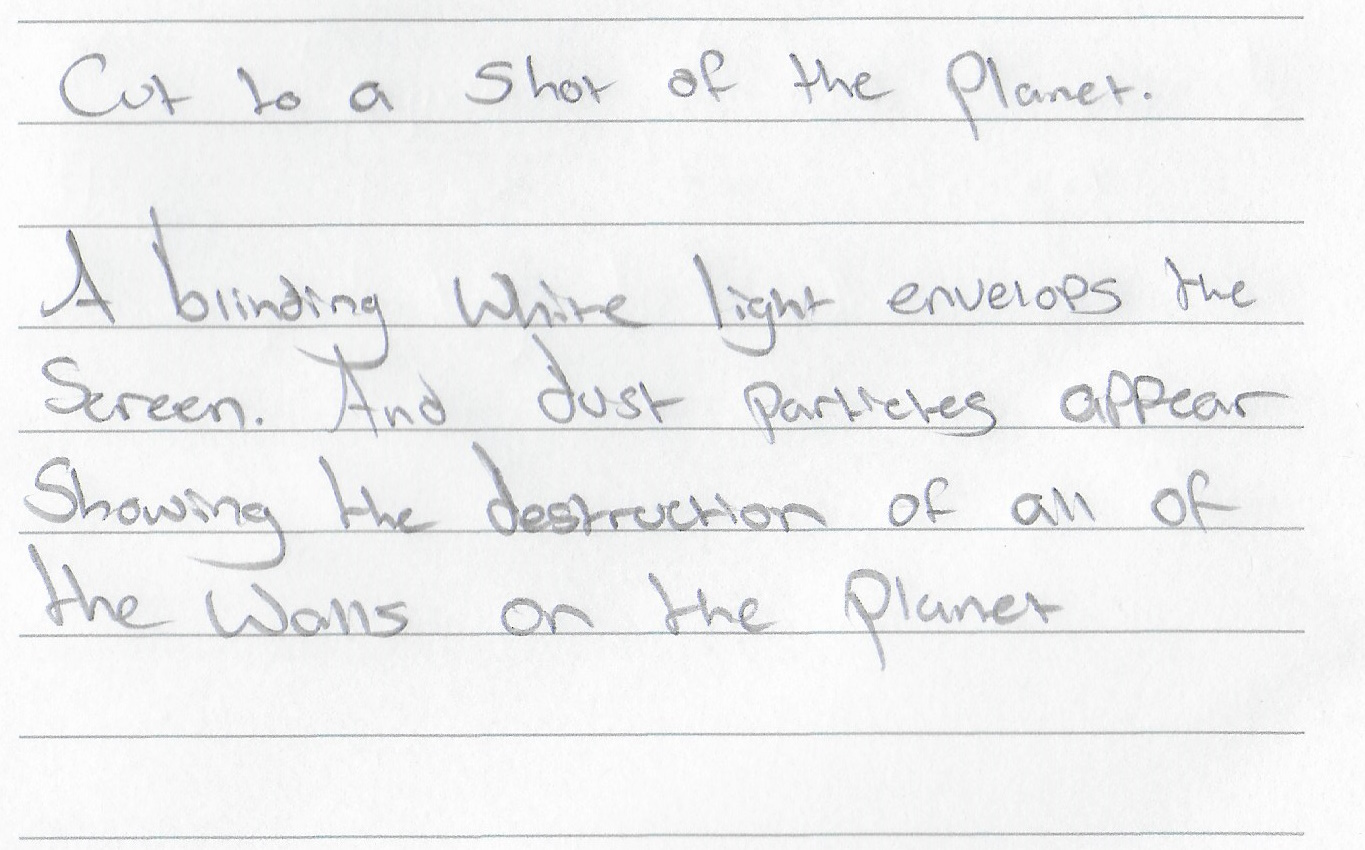 Cut to a shot of the Planet.
A blinding white light envelops the
Screen. And dust particles appear
Showing the destruction of all of
the Walls on the Planet